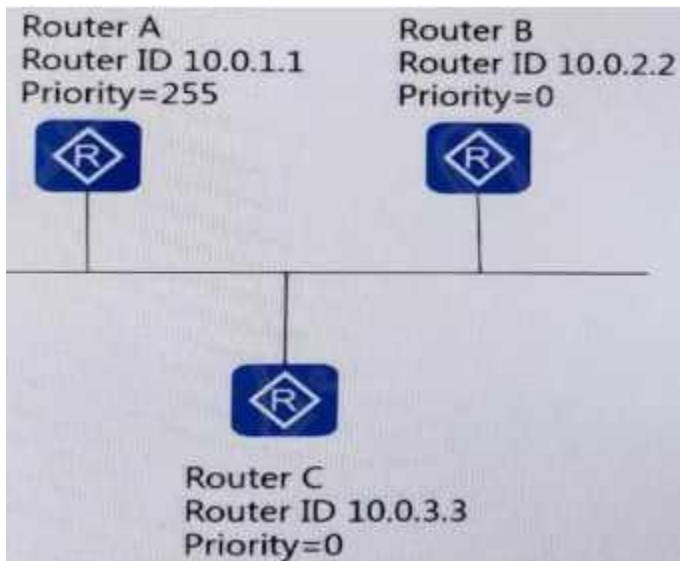 Router A
Router ID 10.0.1.1
Priority=255
Router B
Router ID 10.0.2.2
Priority=0
R
R
R
Router C
Router ID 10.0.3.3
Priority=0